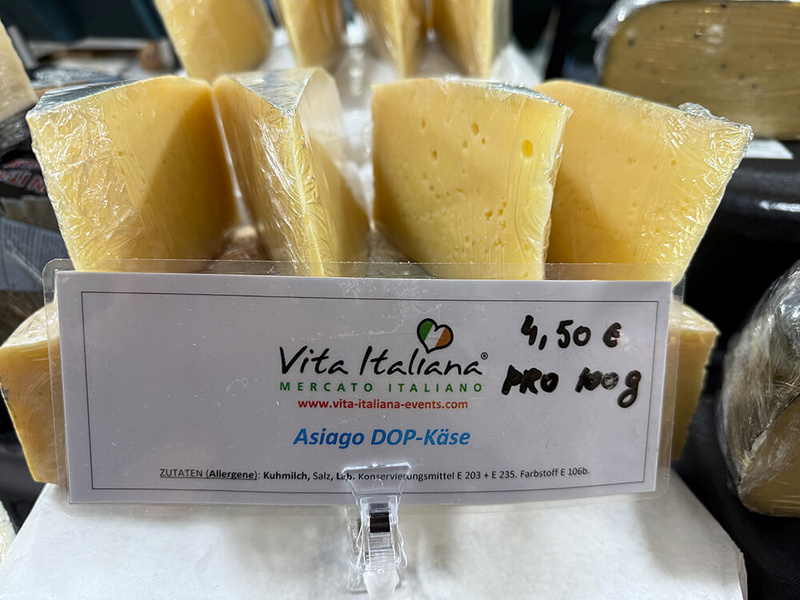 Vita Italiana®
MERCATO ITALIANO
www.vita-italiana-events.com
4,50 €
PRO 100g
Asiago DOP-Käse
ZUTATEN (Allergene): Kuhmilch, Salz, Lab. Konservierungsmittel E 203 + E 235. Farbstoff E 106b.